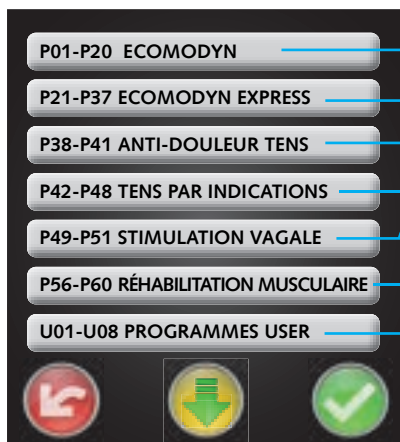 P01-P20 ECOMODYN
P21-P37 ECOMODYN EXPRESS
P38-P41 ANTI-DOULEUR TENS
P42-P48 TENS PAR INDICATIONS
P49-P51 STIMULATION VAGALE
P56-P60 RÉHABILITATION MUSCULAIRE
U01-U08 PROGRAMMES USER